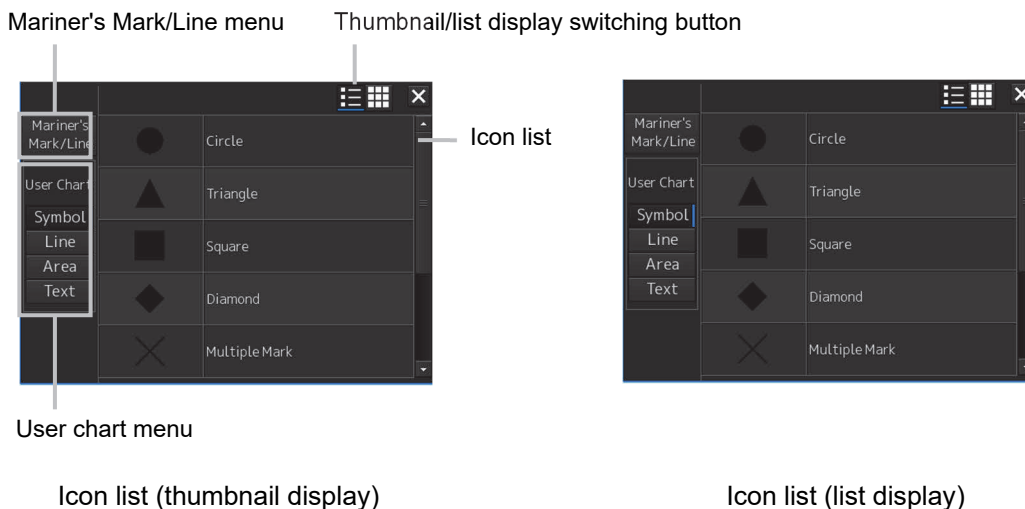 Mariner's Mark/Line menu
Thumbnail/list display switching button
Mariner's
Mark/Line
Circle
Icon list
User Chart
Triangle
Symbol
Line
Square
Area
Text
Diamond
Multiple Mark
User chart menu
Icon list (thumbnail display)
Mariner's
Mark/Line
Circle
User Chart
Triangle
Symbol
Line
Square
Area
Text
Diamond
Multiple Mark
Icon list (list display)